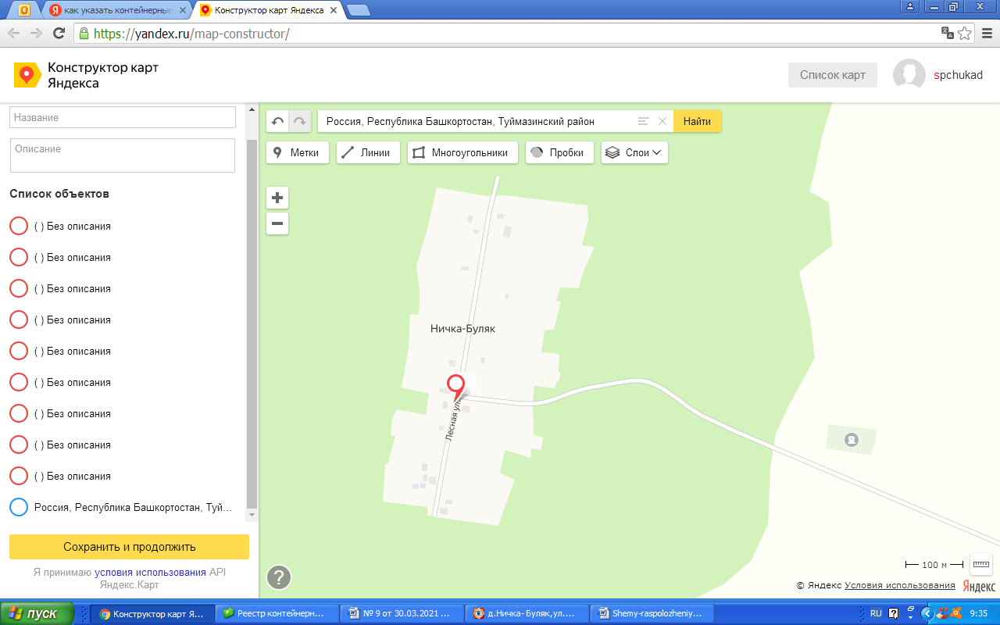 как указать контейнерные
Конструктор карт Яндекса
https://yandex.ru/map-constructor/
Конструктор карт
Яндекса
Список карт
spchukad
Название
Описание
Список объектов
( ) Без описания
( ) Без описания
( ) Без описания
( ) Без описания
( ) Без описания
( ) Без описания
( ) Без описания
( ) Без описания
( ) Без описания
Россия, Республика Башкортостан, Туй...
Сохранить и продолжить
Я принимаю условия использования API
Яндекс.Карт
Россия, Республика Башкортостан, Туймазинский район
Найти
Метки
Линии
Многоугольники
Пробки
Слои
Ничка-Буляк
Лесная ул.
100 м
© Яндекс Условия использования
Яндекс
пуск
Конструктор карт Я...
Реестр контейнерн...
№ 9 от 30.03.2021 ...
д.Ничка- Буляк,ул....
Shemy-raspolozheniy...
RU
9:35